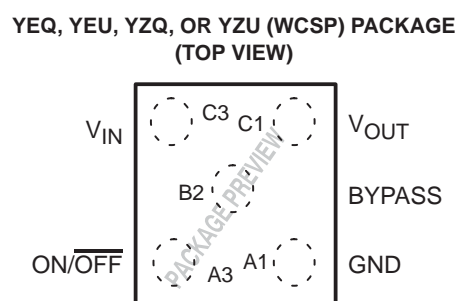 YEQ, YEU, YZQ, OR YZU (WCSP) PACKAGE
(TOP VIEW)
VIN C3 C1 VOUT
B2 BYPASS
ON/OFF A3 A1 GND
PACKAGE PREVIEW